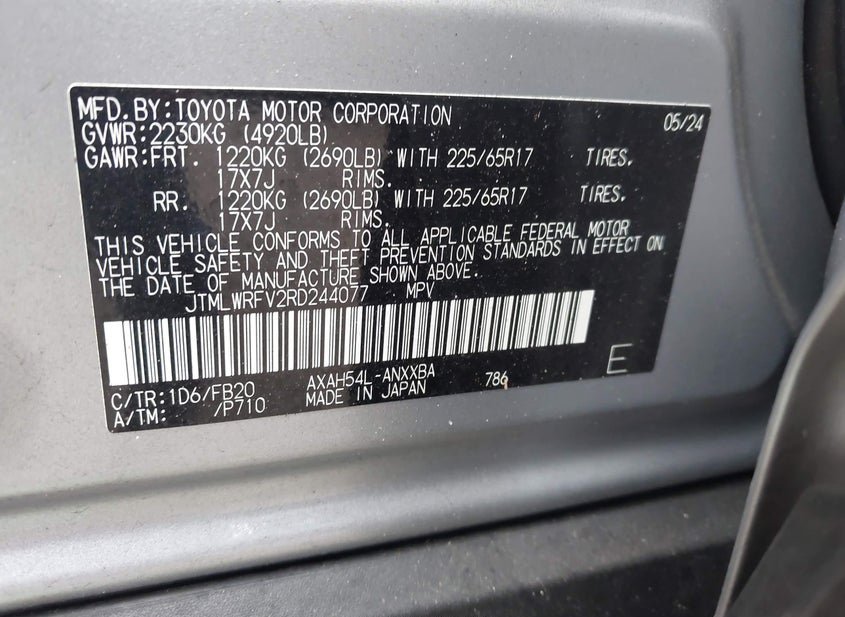 MFD.BY:TOYOTA MOTOR CORPORATION 05/24
GVWR:2230KG (4920LB)
GAWR:FRT. 1220KG (2690LB) WITH 225/65R17 TIRES.
17X7J RIMS.
RR. 1220KG (2690LB) WITH 225/65R17 TIRES.
17X7J RIMS.
THIS VEHICLE CONFORMS TO ALL APPLICABLE FEDERAL MOTOR
VEHICLE SAFETY AND THEFT PREVENTION STANDARDS IN EFFECT ON
THE DATE OF MANUFACTURE SHOWN ABOVE.
JTMLWRFV2RD244077 MPV
C/TR:1D6/FB20 AXAH54L-ANXXBA 786 E
A/TM: /P710 MADE IN JAPAN